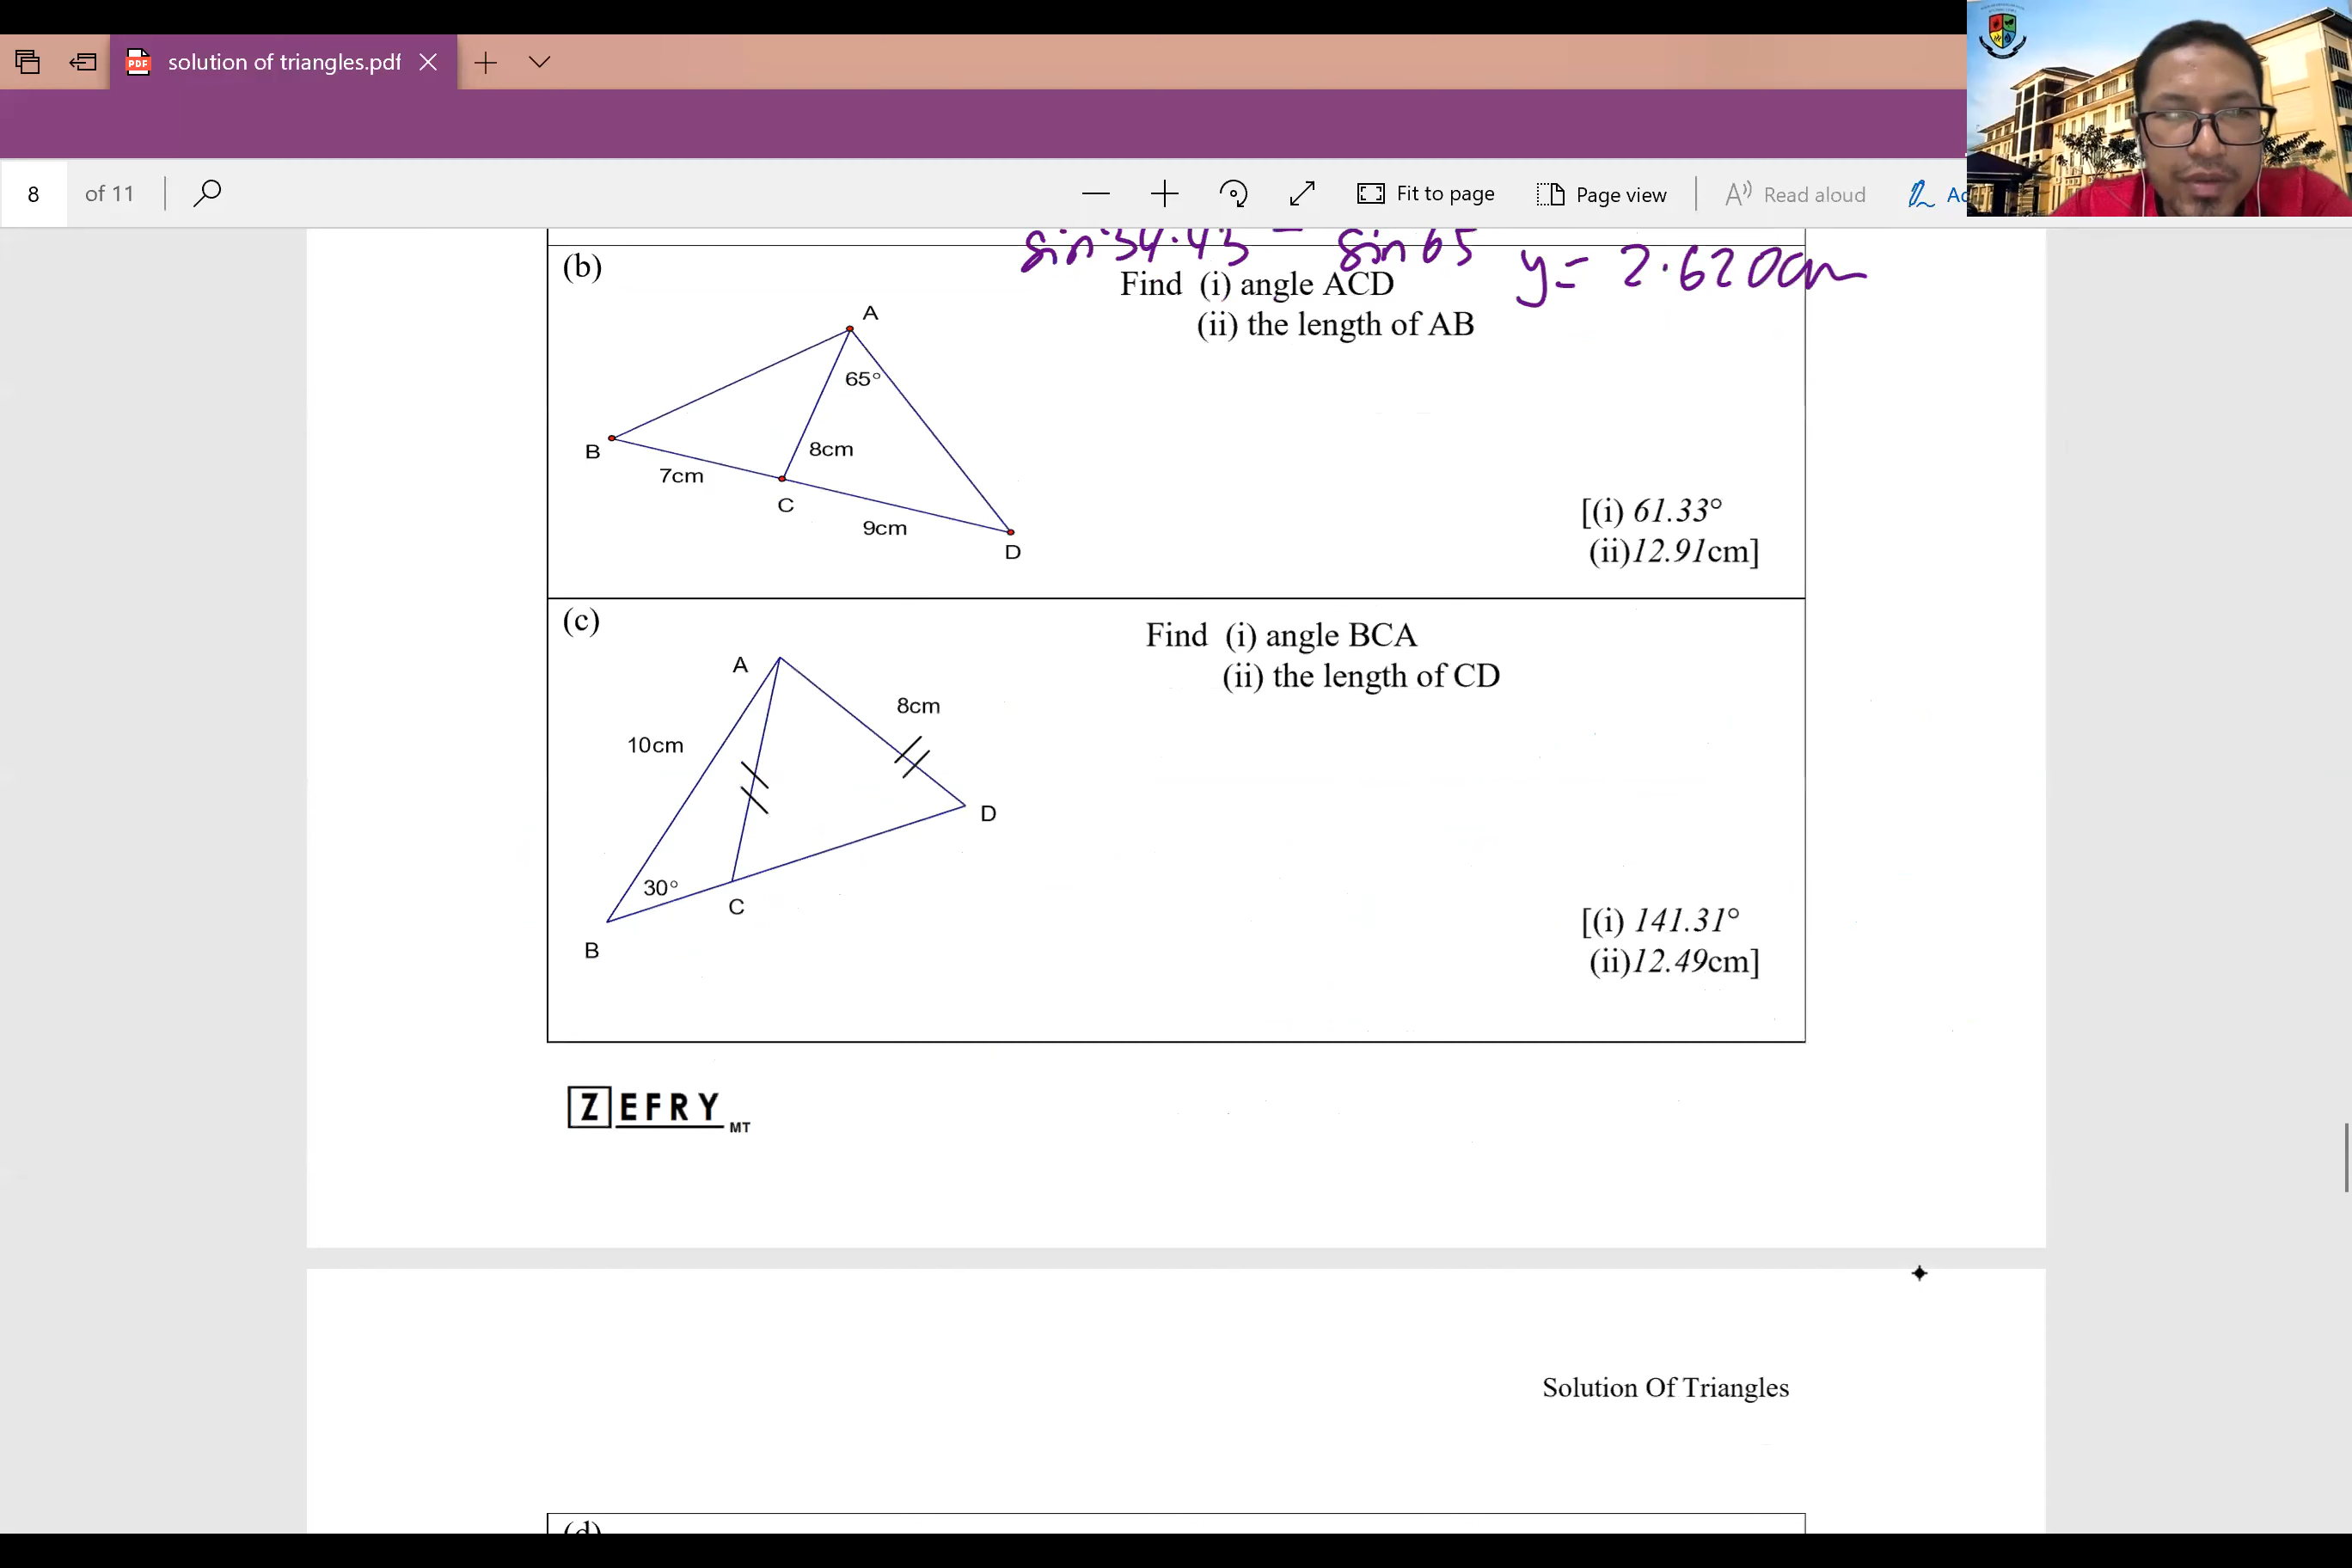 solution of triangles.pdf
8 of 11
Fit to page
Page view
Read aloud
sin 34.43 = sin 65 y = 2.620cm
(b)
Find (i) angle ACD
(ii) the length of AB
A
65°
B
8cm
7cm
C
9cm
D
[(i) 61.33°
(ii)12.91cm]
(c)
Find (i) angle BCA
(ii) the length of CD
A
8cm
10cm
D
30°
C
B
[(i) 141.31°
(ii)12.49cm]
ZEFRY MT
Solution Of Triangles
(d)